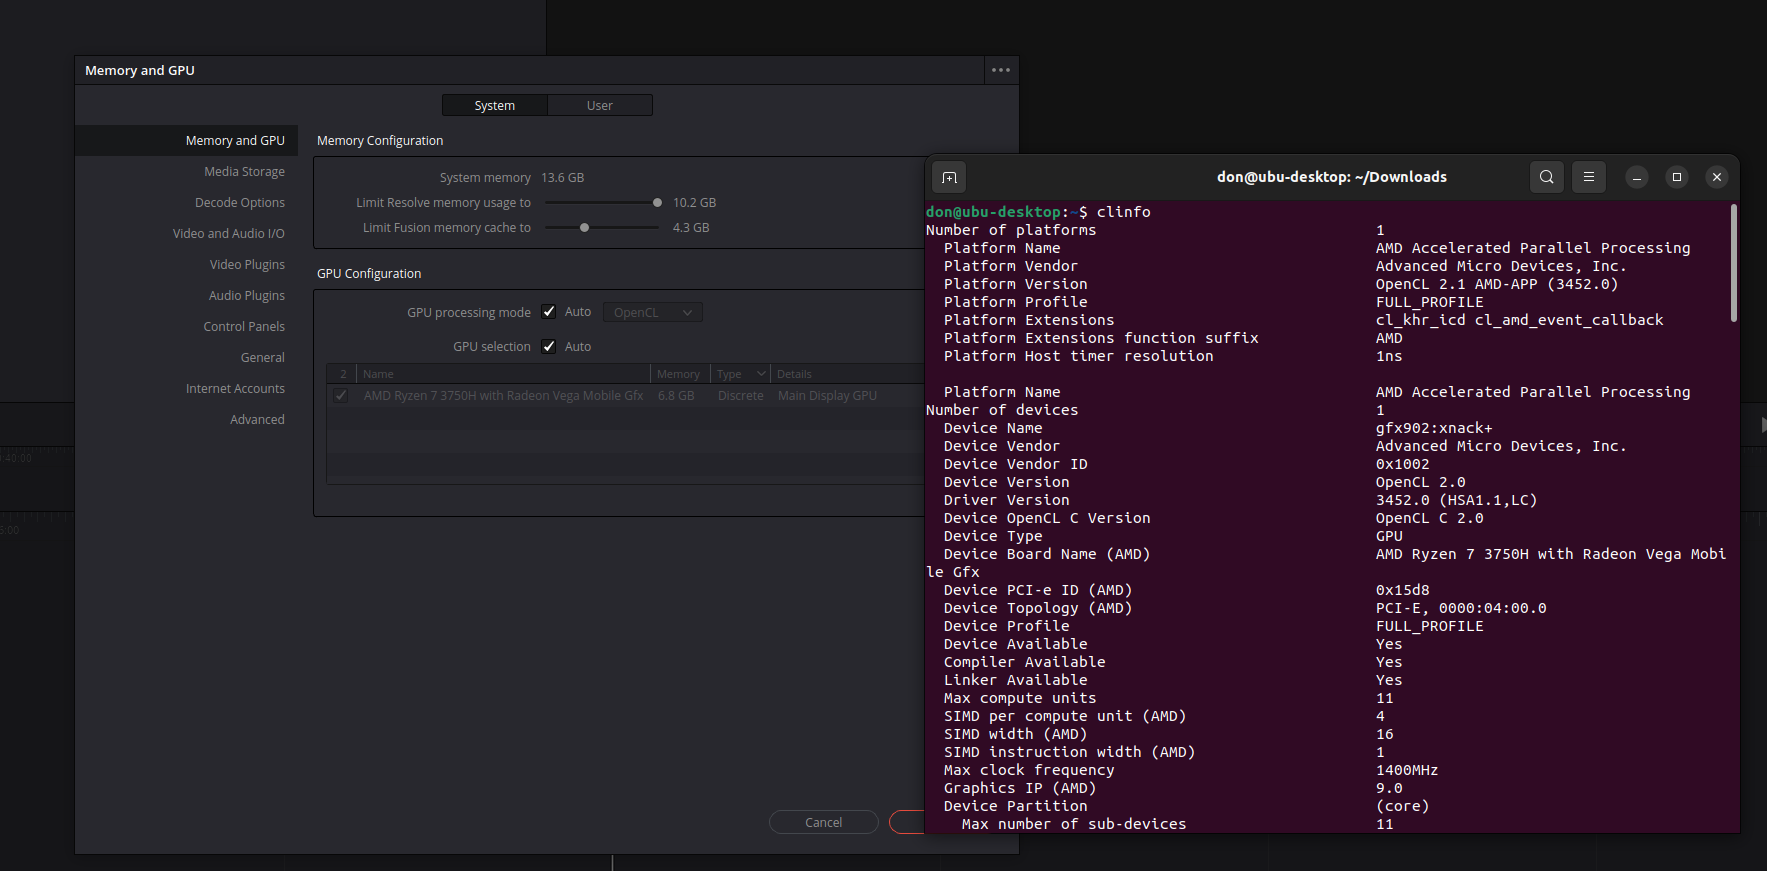 Memory and GPU
System User
Memory and GPU
Media Storage
Decode Options
Video and Audio I/O
Video Plugins
Audio Plugins
Control Panels
General
Internet Accounts
Advanced
Memory Configuration
System memory 13.6 GB
Limit Resolve memory usage to 10.2 GB
Limit Fusion memory cache to 4.3 GB
GPU Configuration
GPU processing mode Auto OpenCL
GPU selection Auto
2 Name Memory Type Details
AMD Ryzen 7 3750H with Radeon Vega Mobile Gfx 6.8 GB Discrete Main Display GPU
Cancel
don@ubu-desktop: ~/Downloads
don@ubu-desktop:~$ clinfo
Number of platforms 1
Platform Name AMD Accelerated Parallel Processing
Platform Vendor Advanced Micro Devices, Inc.
Platform Version OpenCL 2.1 AMD-APP (3452.0)
Platform Profile FULL_PROFILE
Platform Extensions cl_khr_icd cl_amd_event_callback
Platform Extensions function suffix AMD
Platform Host timer resolution 1ns
Platform Name AMD Accelerated Parallel Processing
Number of devices 1
Device Name gfx902:xnack+
Device Vendor Advanced Micro Devices, Inc.
Device Vendor ID 0x1002
Device Version OpenCL 2.0
Driver Version 3452.0 (HSA1.1,LC)
Device OpenCL C Version OpenCL C 2.0
Device Type GPU
Device Board Name (AMD) AMD Ryzen 7 3750H with Radeon Vega Mobi
le Gfx
Device PCI-e ID (AMD) 0x15d8
Device Topology (AMD) PCI-E, 0000:04:00.0
Device Profile FULL_PROFILE
Device Available Yes
Compiler Available Yes
Linker Available Yes
Max compute units 11
SIMD per compute unit (AMD) 4
SIMD width (AMD) 16
SIMD instruction width (AMD) 1
Max clock frequency 1400MHz
Graphics IP (AMD) 9.0
Device Partition (core)
Max number of sub-devices 11